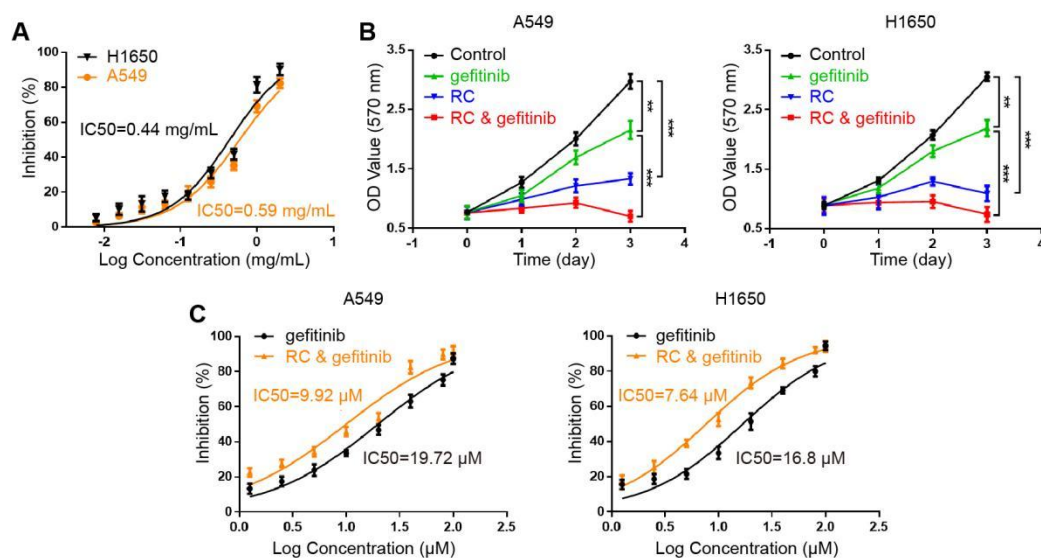 A
H1650
A549
Inhibition (%)
100
80
60
40
20
0
IC50=0.44 mg/mL
IC50=0.59 mg/mL
-2
-1
0
1
Log Concentration (mg/mL)
B
A549
OD Value (570 nm)
3.5
2.5
1.5
0.5
Control
gefitinib
RC
RC & gefitinib
**
***
***
-1
0
1
2
3
4
Time (day)
H1650
OD Value (570 nm)
3.5
2.5
1.5
0.5
Control
gefitinib
RC
RC & gefitinib
**
***
***
-1
0
1
2
3
4
Time (day)
C
A549
Inhibition (%)
100
80
60
40
20
0
gefitinib
RC & gefitinib
IC50=9.92 µM
IC50=19.72 µM
0.0
0.5
1.0
1.5
2.0
2.5
Log Concentration (µM)
H1650
Inhibition (%)
100
80
60
40
20
0
gefitinib
RC & gefitinib
IC50=7.64 µM
IC50=16.8 µM
0.0
0.5
1.0
1.5
2.0
2.5
Log Concentration (µM)